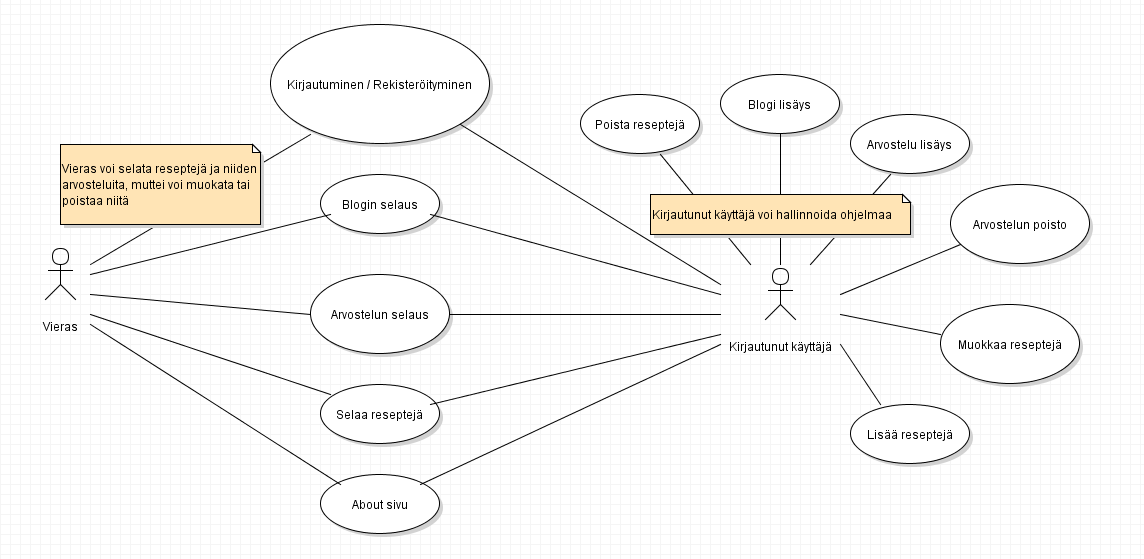 Kirjautuminen / Rekisteröityminen
Poista reseptejä
Blogi lisäys
Arvostelu lisäys
Vieras voi selata reseptejä ja niiden
arvosteluita, muttei voi muokata tai
poistaa niitä
Blogin selaus
Kirjautunut käyttäjä voi hallinnoida ohjelmaa
Arvostelun poisto
Vieras
Arvostelun selaus
Kirjautunut käyttäjä
Muokkaa reseptejä
Selaa reseptejä
Lisää reseptejä
About sivu